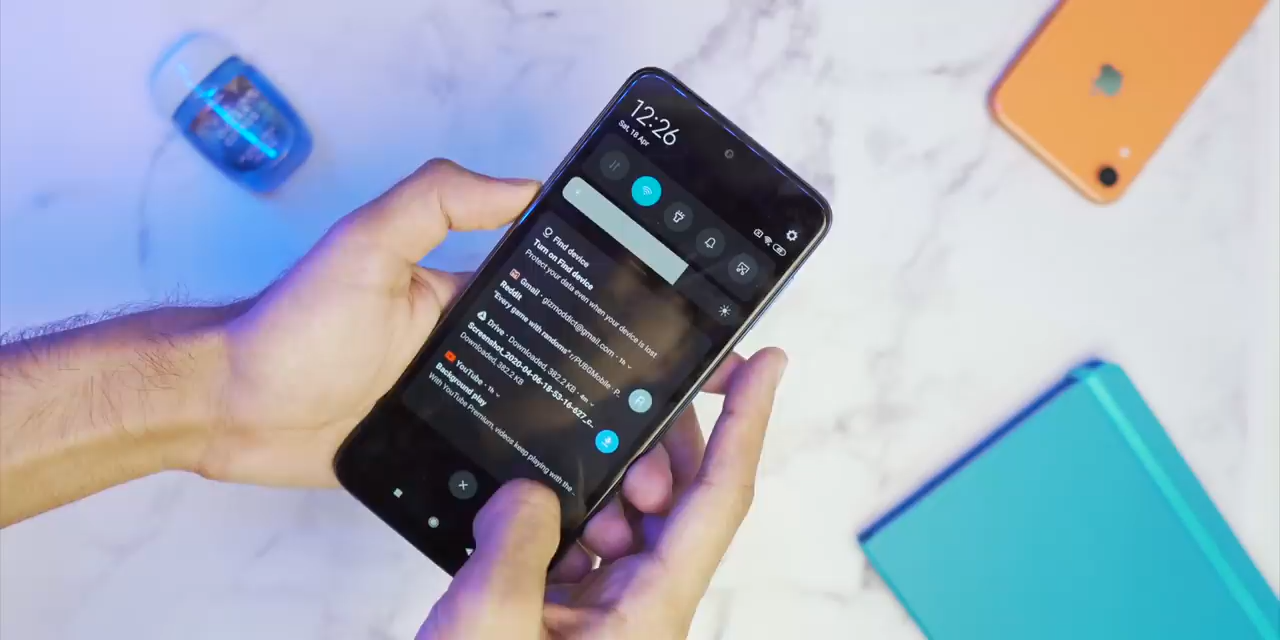 12:26
Sat, 18 Apr
Find device
Turn on Find device
Protect your data even when your device is lost
Gmail · gizmoddict@gmail.com · 1h
Reddit
"Every game with randoms" r/PUBGMobile · P..
Drive · Downloaded, 382.2 KB · 4m
Screenshot_2020-04-06-18-53-16-627_c..
Downloaded, 382.2 KB
YouTube · 1h
Background play
With YouTube Premium, videos keep playing with the..